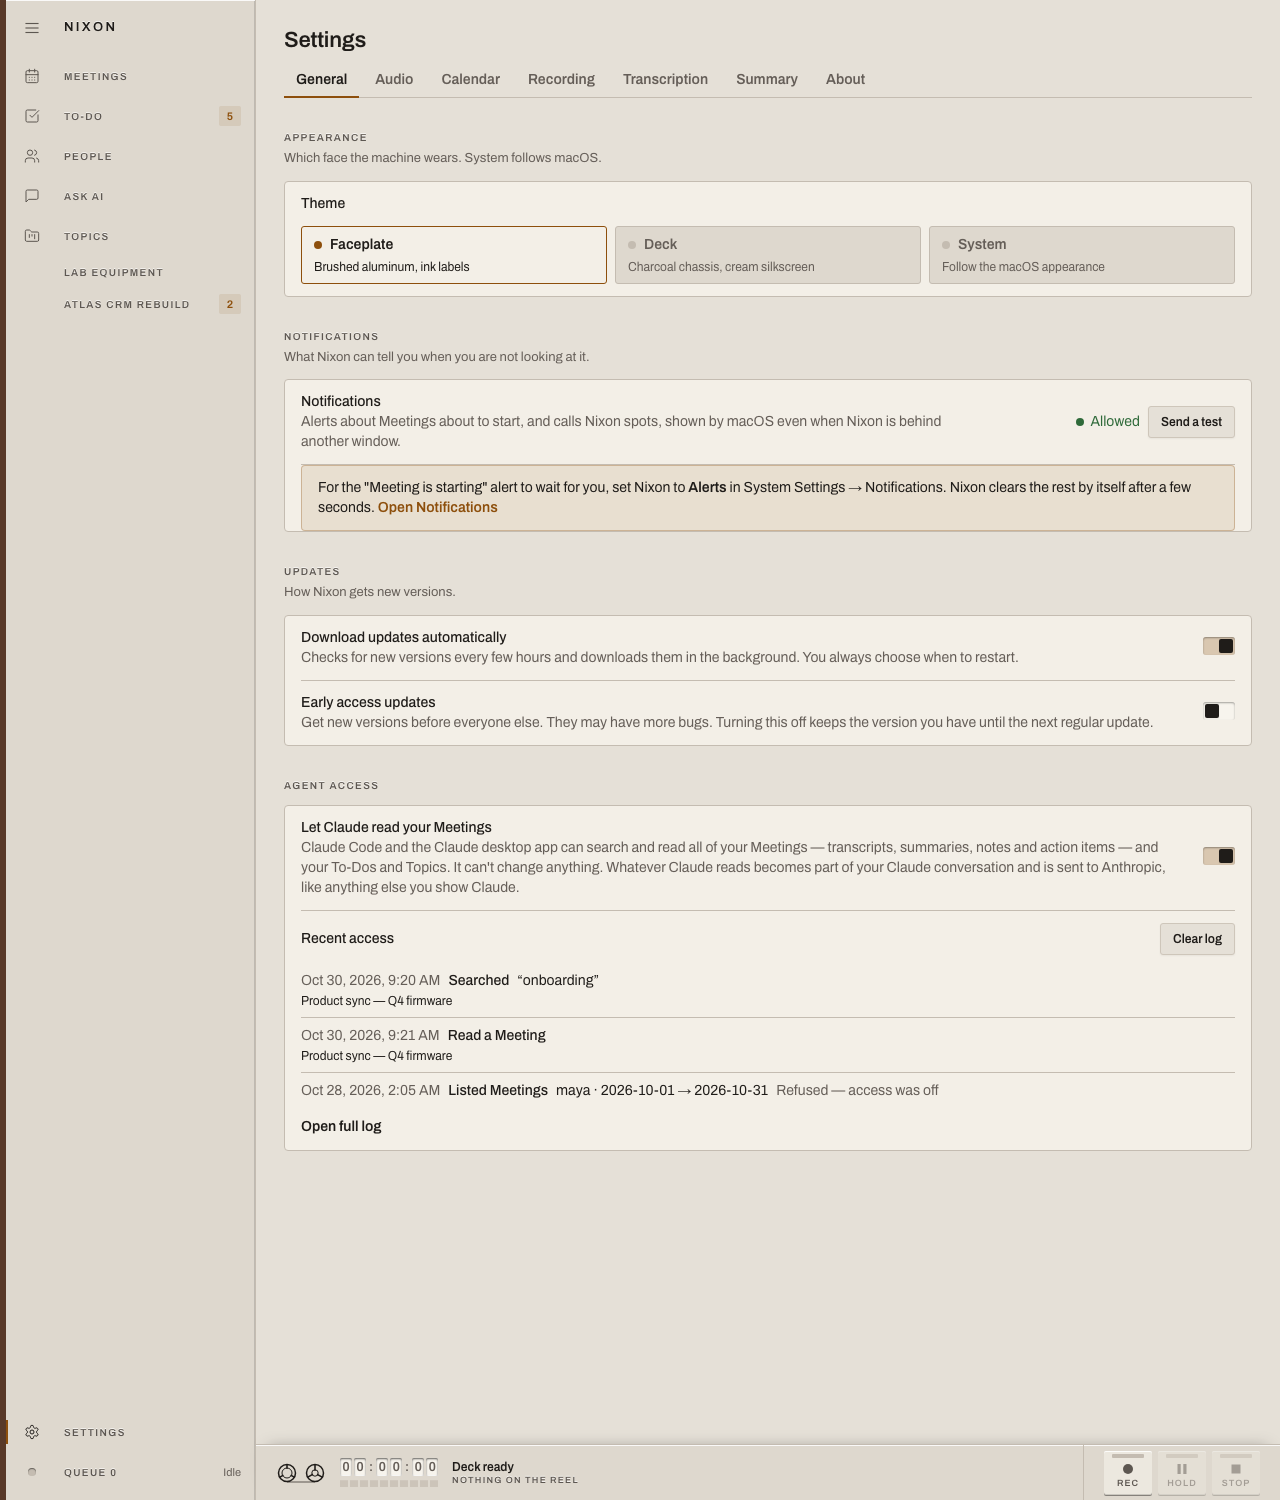 NIXON
MEETINGS
TO-DO 5
PEOPLE
ASK AI
TOPICS
LAB EQUIPMENT
ATLAS CRM REBUILD 2
SETTINGS
QUEUE 0 Idle
Settings
General Audio Calendar Recording Transcription Summary About
APPEARANCE
Which face the machine wears. System follows macOS.
Theme
Faceplate
Brushed aluminum, ink labels
Deck
Charcoal chassis, cream silkscreen
System
Follow the macOS appearance
NOTIFICATIONS
What Nixon can tell you when you are not looking at it.
Notifications
Alerts about Meetings about to start, and calls Nixon spots, shown by macOS even when Nixon is behind
another window.
Allowed
Send a test
For the "Meeting is starting" alert to wait for you, set Nixon to Alerts in System Settings → Notifications. Nixon clears the rest by itself after a few
seconds. Open Notifications
UPDATES
How Nixon gets new versions.
Download updates automatically
Checks for new versions every few hours and downloads them in the background. You always choose when to restart.
Early access updates
Get new versions before everyone else. They may have more bugs. Turning this off keeps the version you have until the next regular update.
AGENT ACCESS
Let Claude read your Meetings
Claude Code and the Claude desktop app can search and read all of your Meetings — transcripts, summaries, notes and action items — and
your To-Dos and Topics. It can't change anything. Whatever Claude reads becomes part of your Claude conversation and is sent to Anthropic,
like anything else you show Claude.
Recent access
Clear log
Oct 30, 2026, 9:20 AM Searched “onboarding”
Product sync — Q4 firmware
Oct 30, 2026, 9:21 AM Read a Meeting
Product sync — Q4 firmware
Oct 28, 2026, 2:05 AM Listed Meetings maya · 2026-10-01 → 2026-10-31 Refused — access was off
Open full log
00:00:00
Deck ready
NOTHING ON THE REEL
REC HOLD STOP